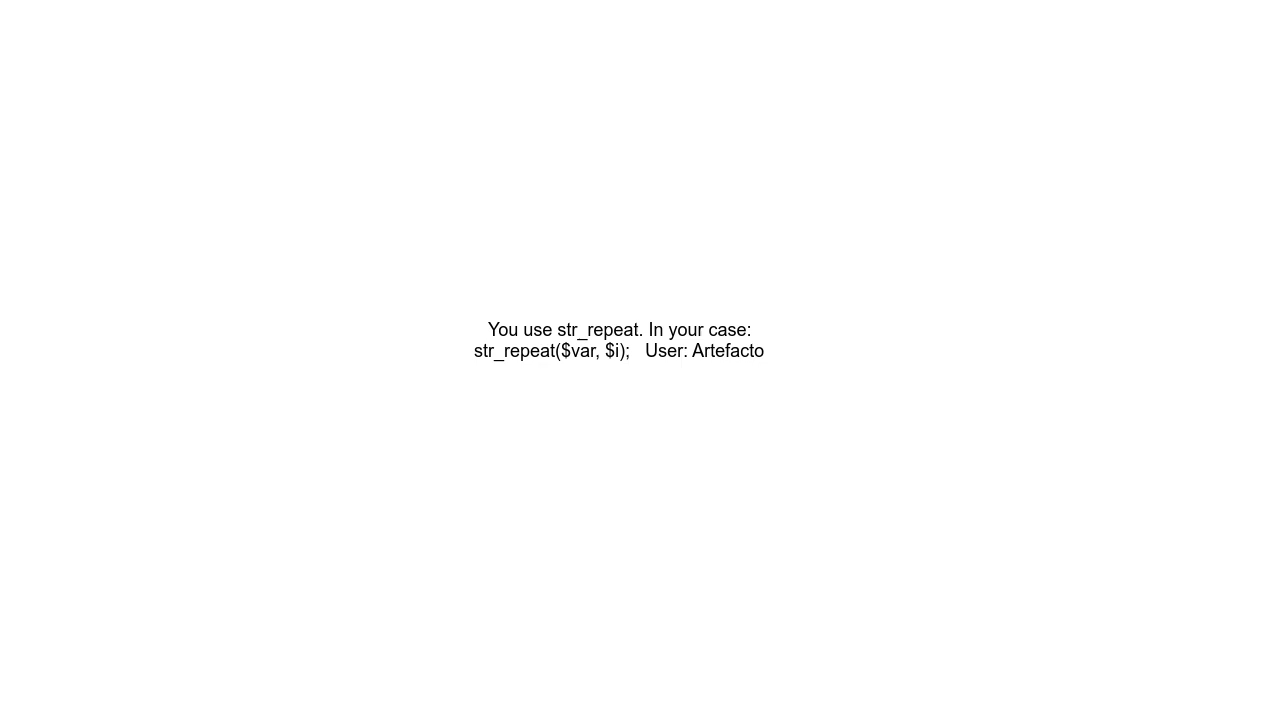 You use str_repeat. In your case:
str_repeat($var, $i);   User: Artefacto